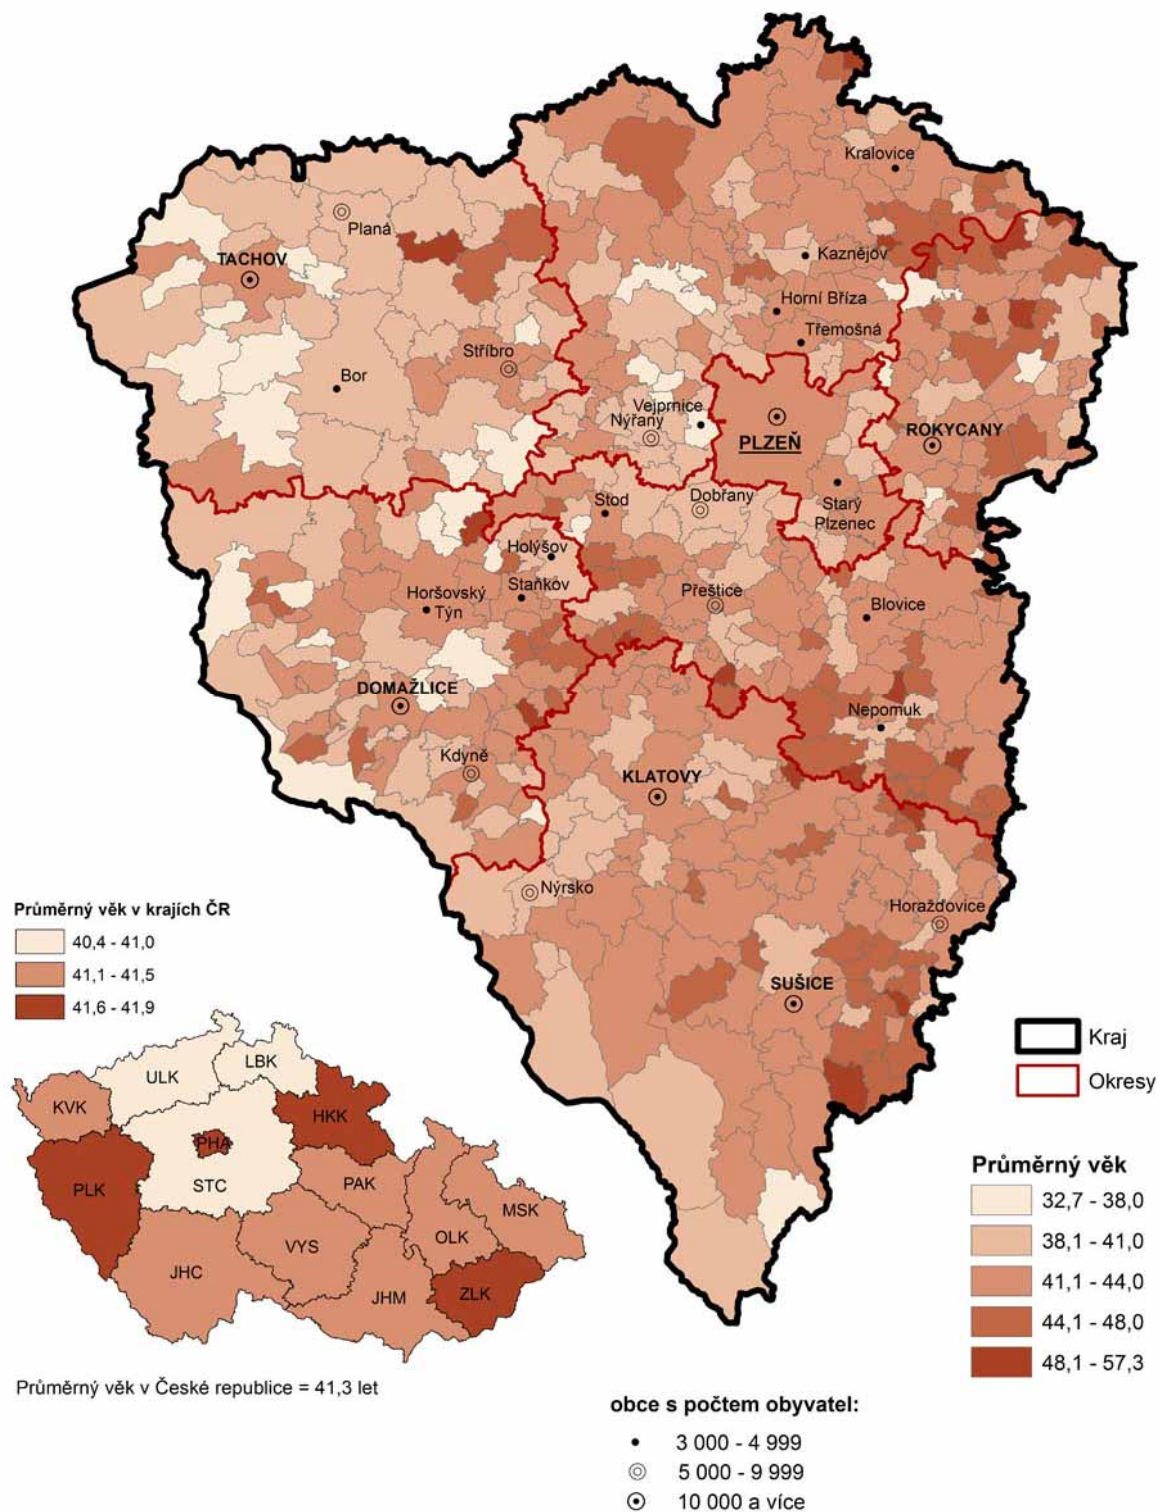 Kralovice
Planá
TACHOV
Kaznějov
Horní Bříza
Třemošná
Stříbro
Bor
Vejprnice
Nýřany
PLZEŇ
ROKYCANY
Stod
Dobřany
Starý
Plzenec
Holýšov
Staňkov
Horšovský
Týn
Přeštice
Blovice
DOMAŽLICE
Nepomuk
Kdyně
KLATOVY
Nýrsko
Horažďovice
SUŠICE
Průměrný věk v krajích ČR
40,4 - 41,0
41,1 - 41,5
41,6 - 41,9
ULK
LBK
KVK
HKK
PHA
PLK
STC
PAK
MSK
OLK
VYS
JHC
JHM
ZLK
Průměrný věk v České republice = 41,3 let
Kraj
Okresy
Průměrný věk
32,7 - 38,0
38,1 - 41,0
41,1 - 44,0
44,1 - 48,0
48,1 - 57,3
obce s počtem obyvatel:
3 000 - 4 999
5 000 - 9 999
10 000 a více